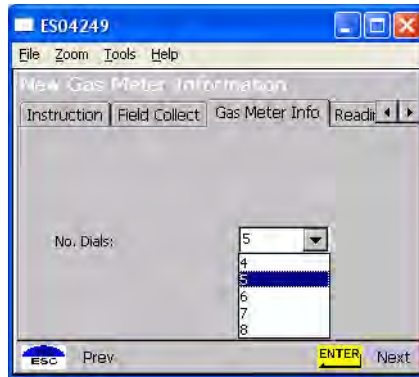 ES04249
File Zoom Tools Help
New Gas Meter Information
Instruction Field Collect Gas Meter Info Readir
No. Dials: 5
4
5
6
7
8
ESC Prev ENTER Next